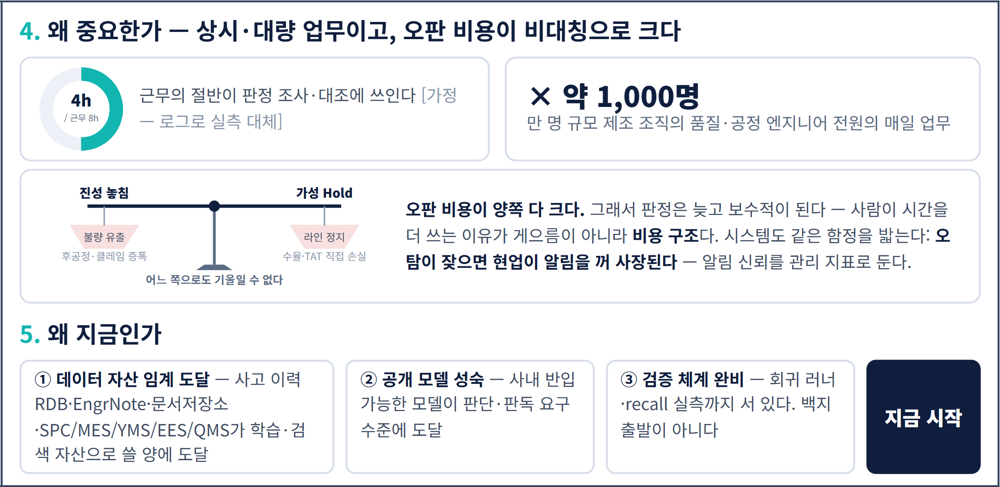 4. 왜 중요한가 — 상시·대량 업무이고, 오판 비용이 비대칭으로 크다
4h
/ 근무 8h
근무의 절반이 판정 조사·대조에 쓰인다 [가정
— 로그로 실측 대체]
× 약 1,000명
만 명 규모 제조 조직의 품질·공정 엔지니어 전원의 매일 업무
진성 놓침
가성 Hold
불량 유출
라인 정지
후공정·클레임 증폭
수율·TAT 직접 손실
어느 쪽으로도 기울일 수 없다
오판 비용이 양쪽 다 크다. 그래서 판정은 늦고 보수적이 된다 — 사람이 시간을
더 쓰는 이유가 게으름이 아니라 비용 구조다. 시스템도 같은 함정을 밟는다: 오
탐이 잦으면 현업이 알림을 꺼 사장된다 — 알림 신뢰를 관리 지표로 둔다.
5. 왜 지금인가
① 데이터 자산 임계 도달 — 사고 이력
RDB·EngrNote·문서저장소
·SPC/MES/YMS/EES/QMS가 학습·검
색 자산으로 쓸 양에 도달
② 공개 모델 성숙 — 사내 반입
가능한 모델이 판단·판독 요구
수준에 도달
③ 검증 체계 완비 — 회귀 러너
·recall 실측까지 서 있다. 백지
출발이 아니다
지금 시작